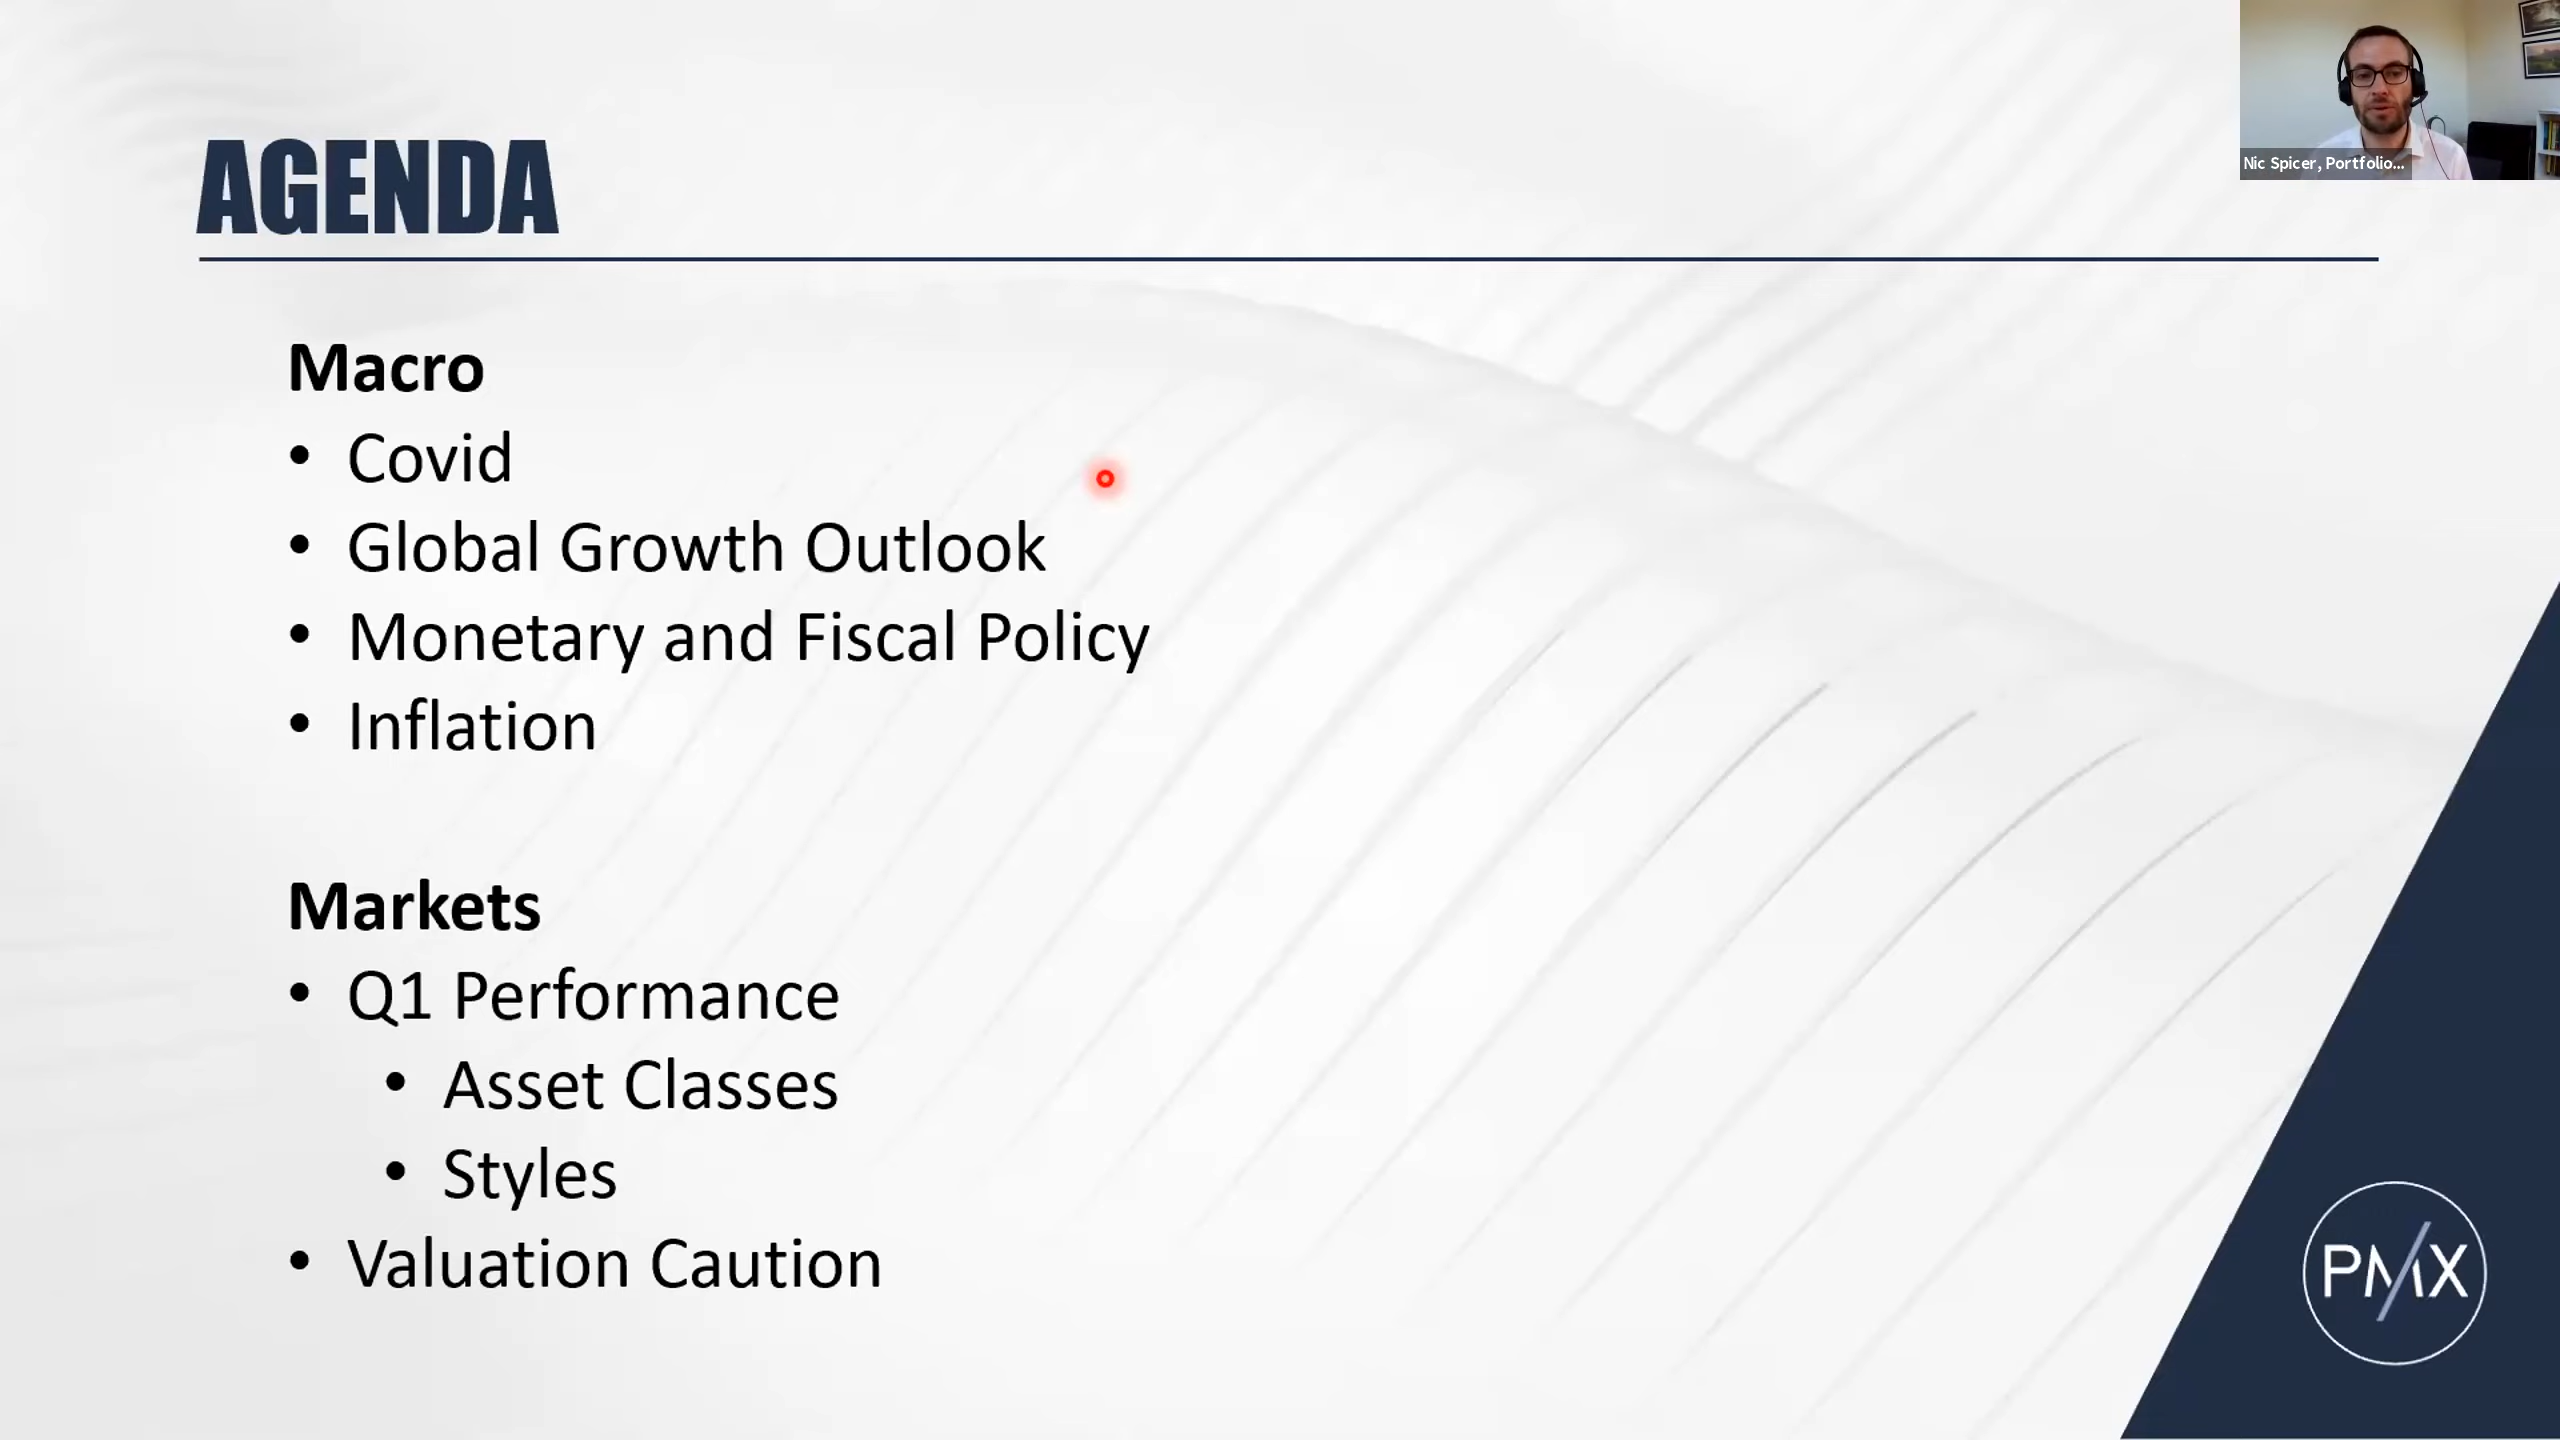 Nic Spicer, Portfolio...
AGENDA
Macro
• Covid
• Global Growth Outlook
• Monetary and Fiscal Policy
• Inflation
Markets
• Q1 Performance
• Asset Classes
• Styles
• Valuation Caution
PMX